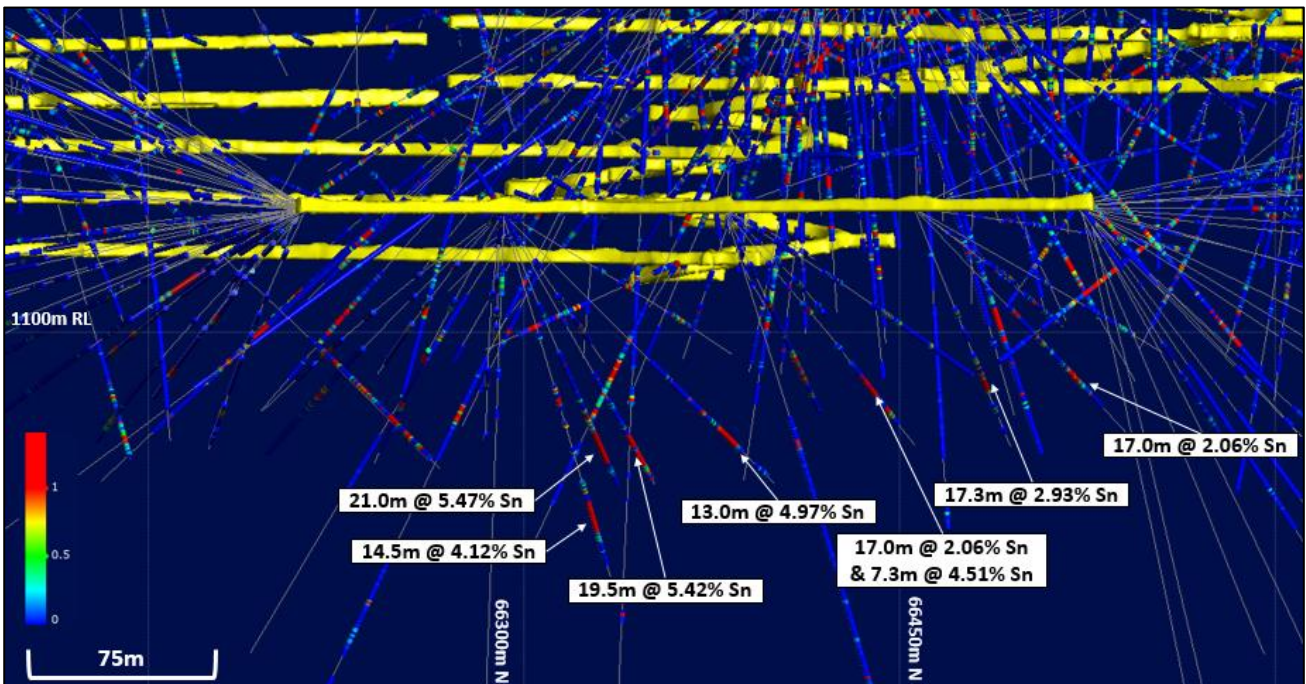 1100m RL
1
0.5
0
75m
66300m N
66450m N
21.0m @ 5.47% Sn
14.5m @ 4.12% Sn
19.5m @ 5.42% Sn
13.0m @ 4.97% Sn
17.0m @ 2.06% Sn
& 7.3m @ 4.51% Sn
17.3m @ 2.93% Sn
17.0m @ 2.06% Sn